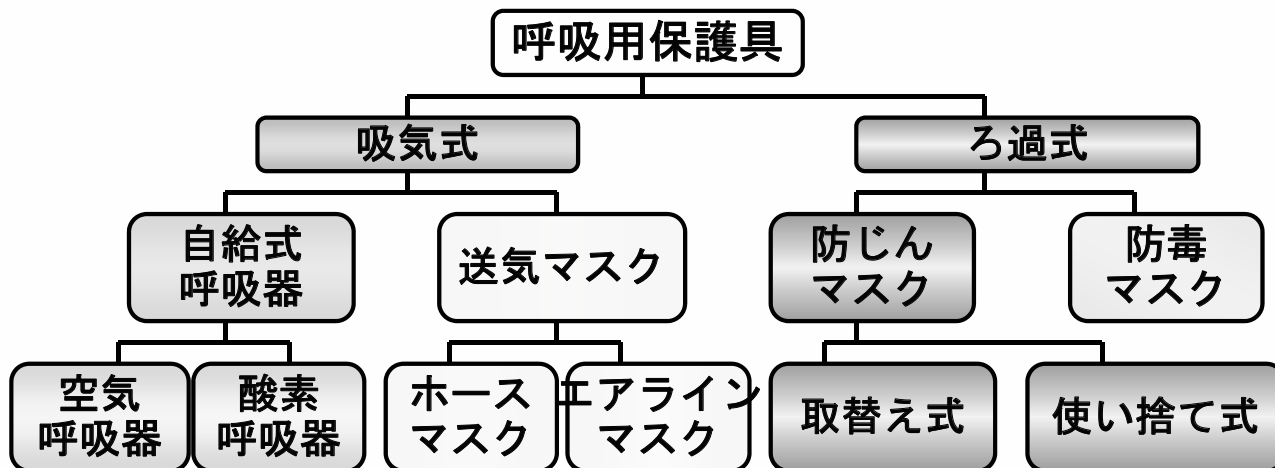 呼吸用保護具
吸気式
ろ過式
自給式
呼吸器
送気マスク
防じん
マスク
防毒
マスク
空気
呼吸器
酸素
呼吸器
ホース
マスク
エアライン
マスク
取替え式
使い捨て式